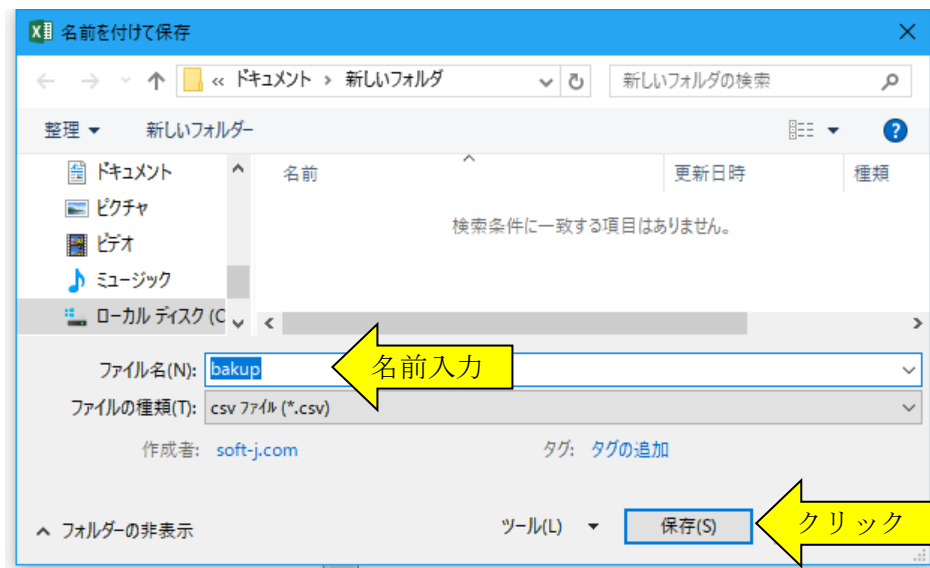 名前を付けて保存
« ドキュメント › 新しいフォルダ 新しいフォルダの検索
整理 新しいフォルダー
ドキュメント
ピクチャ
ビデオ
ミュージック
ローカル ディスク (C
名前 更新日時 種類
検索条件に一致する項目はありません。
ファイル名(N): bakup 名前入力
ファイルの種類(T): csv ファイル (*.csv)
作成者: soft-j.com タグ: タグの追加
フォルダーの非表示 ツール(L) 保存(S) クリック